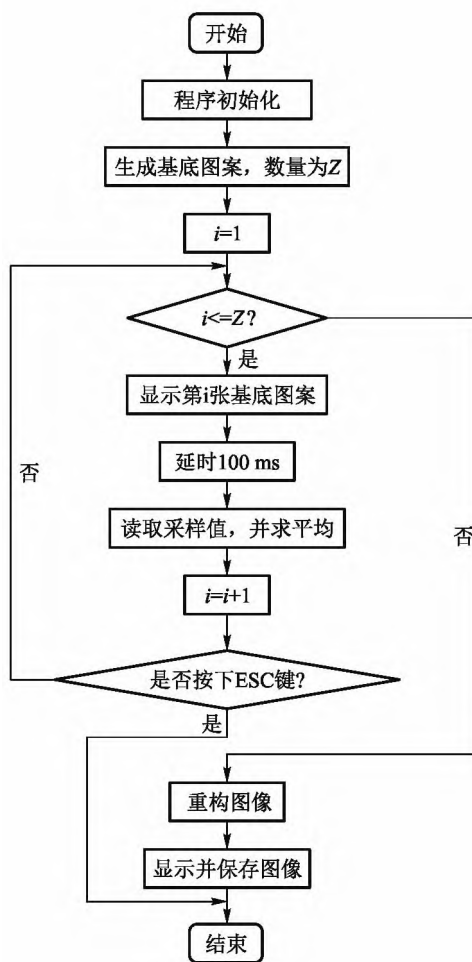 开始
程序初始化
生成基底图案，数量为Z
i=1
i<=Z?
是
显示第i张基底图案
延时100 ms
否
读取采样值，并求平均
否
i=i+1
是否按下ESC键?
是
重构图像
显示并保存图像
结束